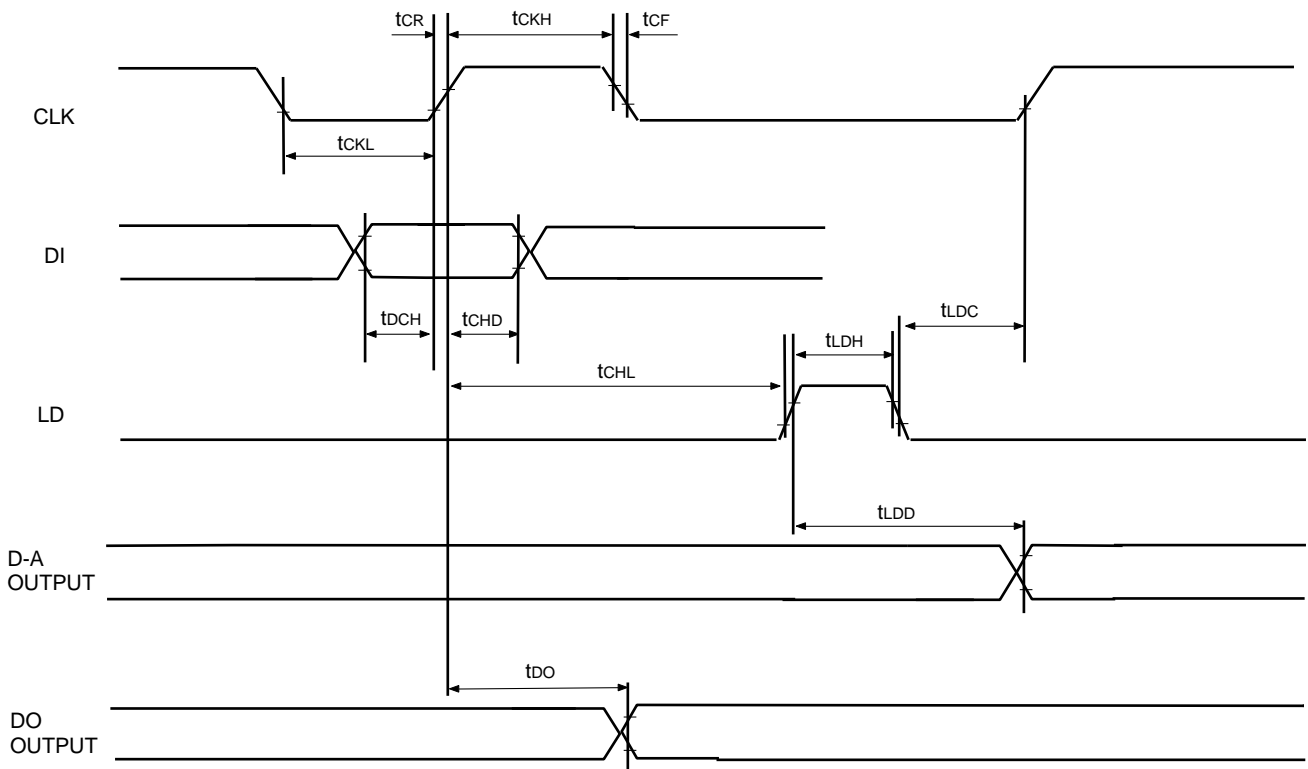 tCR
tCKH
tCF
CLK
tCKL
DI
tDCH
tCHD
tLDC
tLDH
tCHL
LD
tLDD
D-A
OUTPUT
tDO
DO
OUTPUT